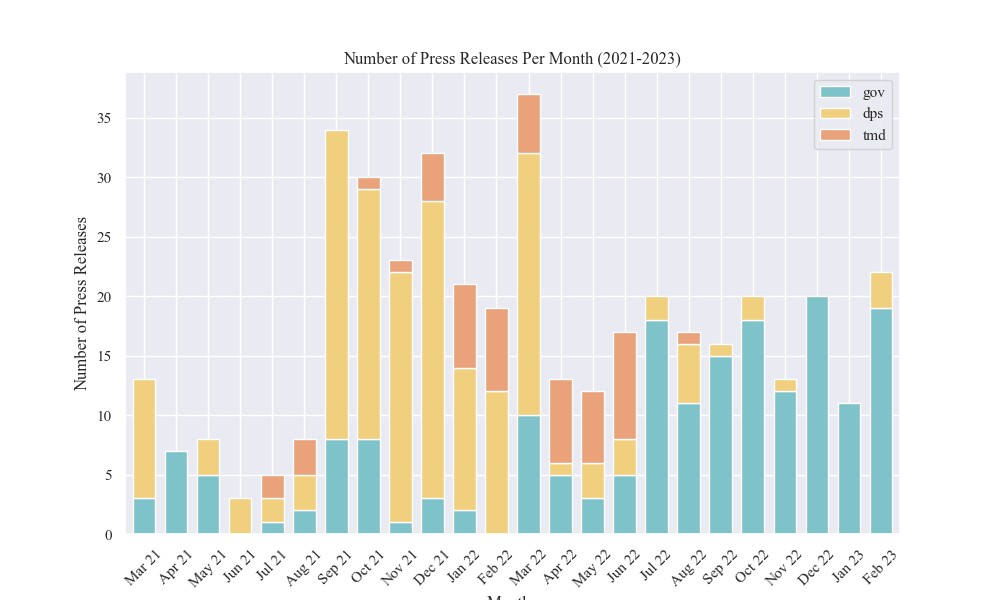 Number of Press Releases Per Month (2021-2023)
gov
dps
tmd
Number of Press Releases
35
30
25
20
15
10
5
0
Mar 21 Apr 21 May 21 Jun 21 Jul 21 Aug 21 Sep 21 Oct 21 Nov 21 Dec 21 Jan 22 Feb 22 Mar 22 Apr 22 May 22 Jun 22 Jul 22 Aug 22 Sep 22 Oct 22 Nov 22 Dec 22 Jan 23 Feb 23
Month